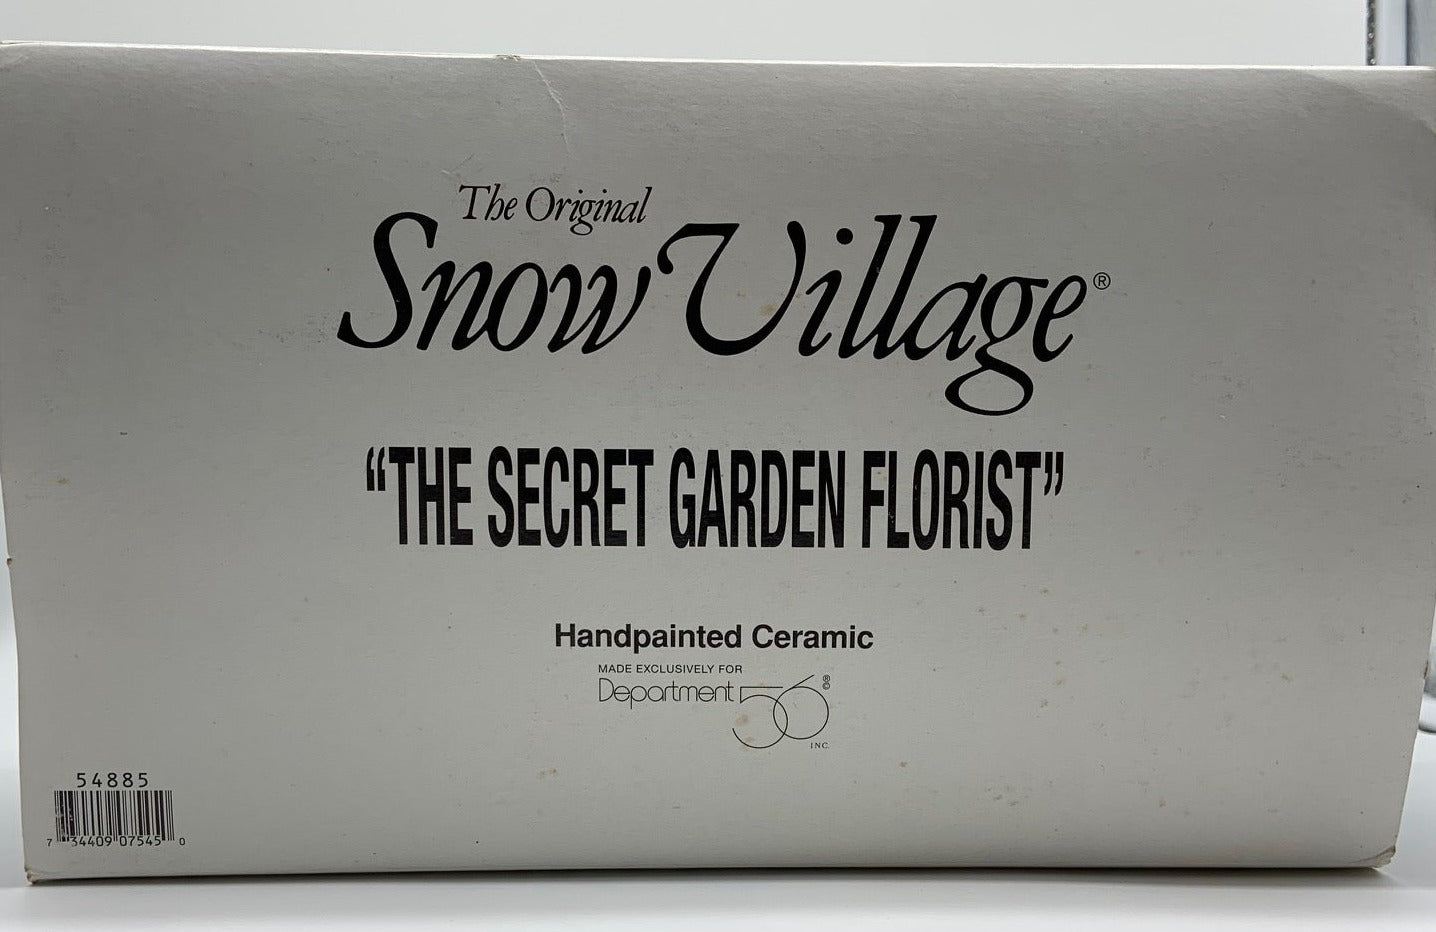 The Original
Snow Village®
“THE SECRET GARDEN FLORIST”
Handpainted Ceramic
MADE EXCLUSIVELY FOR
Department 56 ®©
INC.
54885
7 34409 07545 0